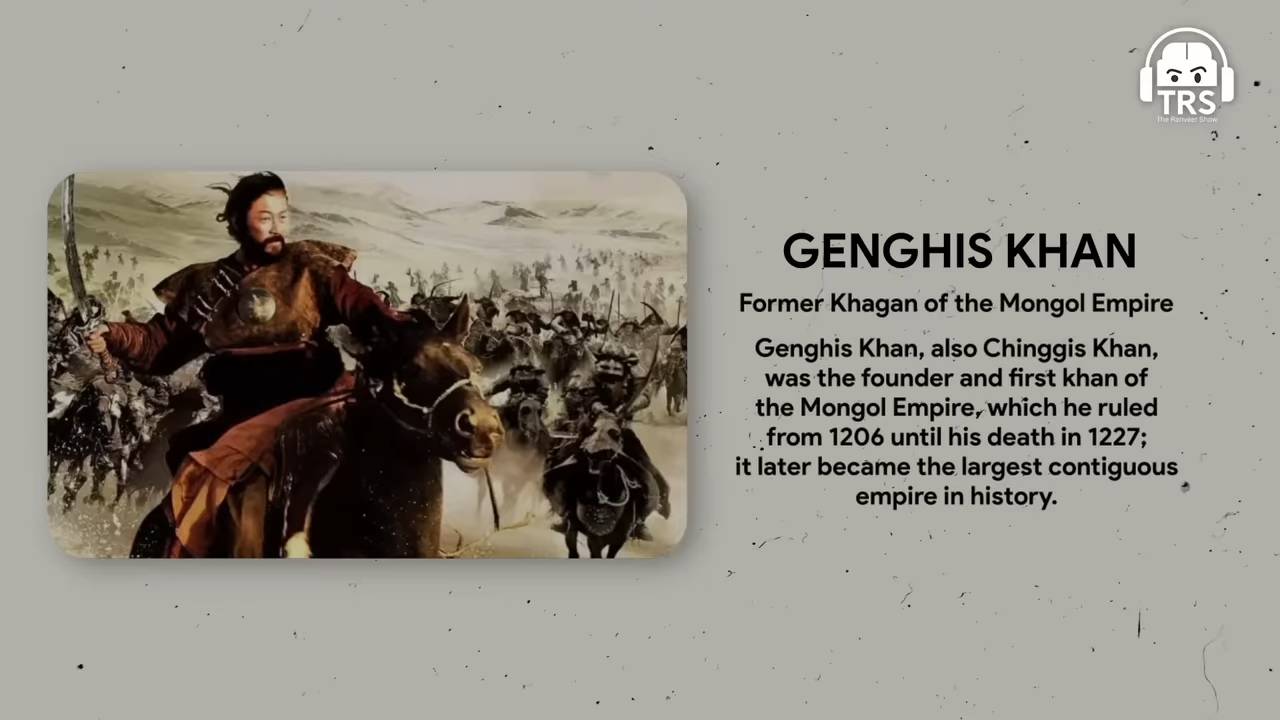 TRS
The Ranveer Show
GENGHIS KHAN
Former Khagan of the Mongol Empire
Genghis Khan, also Chinggis Khan,
was the founder and first khan of
the Mongol Empire, which he ruled
from 1206 until his death in 1227;
it later became the largest contiguous
empire in history.